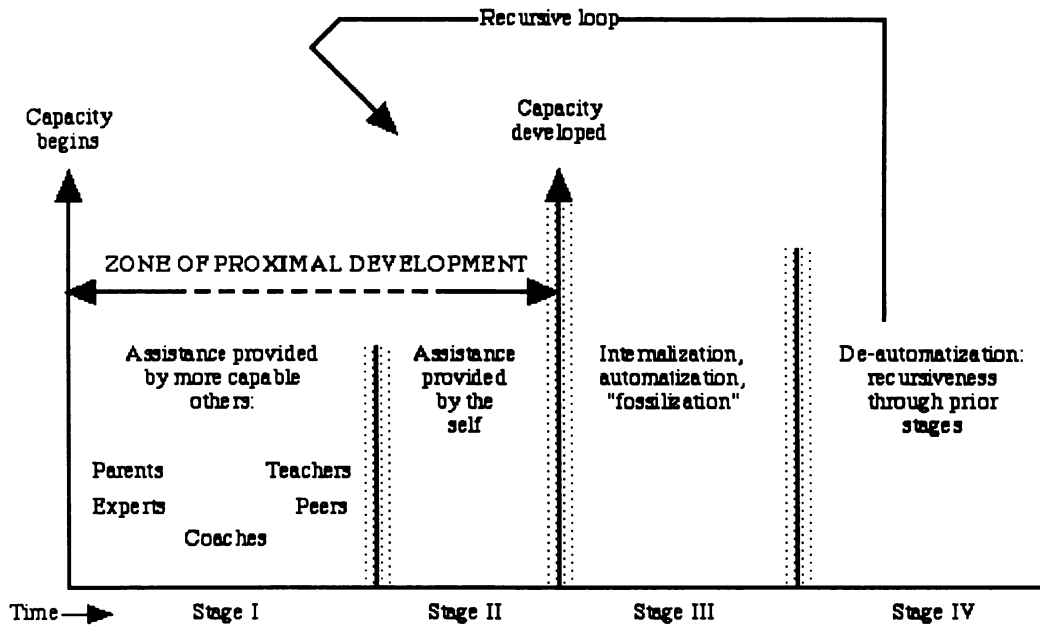 Recursive loop
Capacity
begins
Capacity
developed
ZONE OF PROXIMAL DEVELOPMENT
Assistance provided
by more capable
others:
Parents
Teachers
Experts
Peers
Coaches
Assistance
provided
by the
self
Internalization,
automatization,
"fossilization"
De-automatization:
recursiveness
through prior
stages
Time
Stage I
Stage II
Stage III
Stage IV